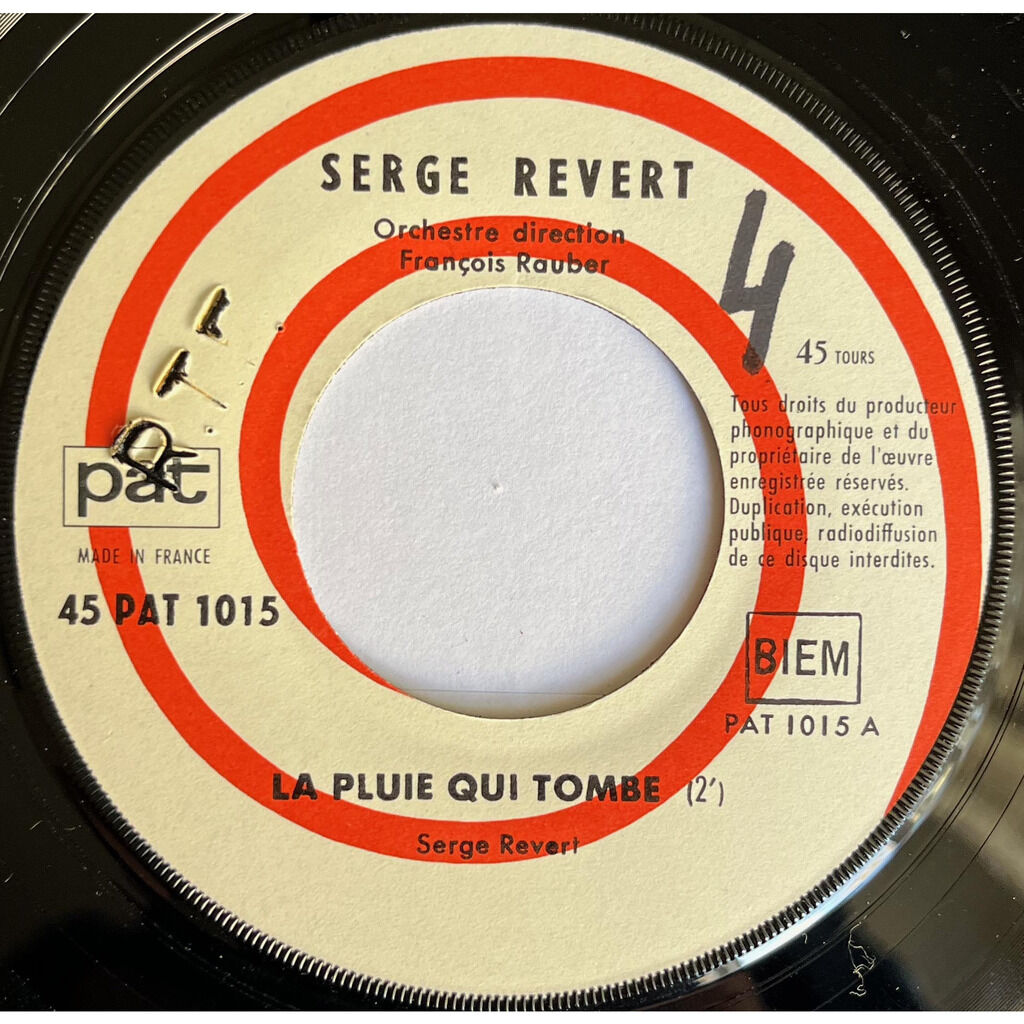 SERGE REVERT
Orchestre direction
François Rauber
4
45 TOURS
Tous droits du producteur
phonographique et du
propriétaire de l'œuvre
enregistrée réservés.
Duplication, exécution
publique, radiodiffusion
de ce disque interdites.
RTL
pat
MADE IN FRANCE
45 PAT 1015
BIEM
PAT 1015 A
LA PLUIE QUI TOMBE (2')
Serge Revert